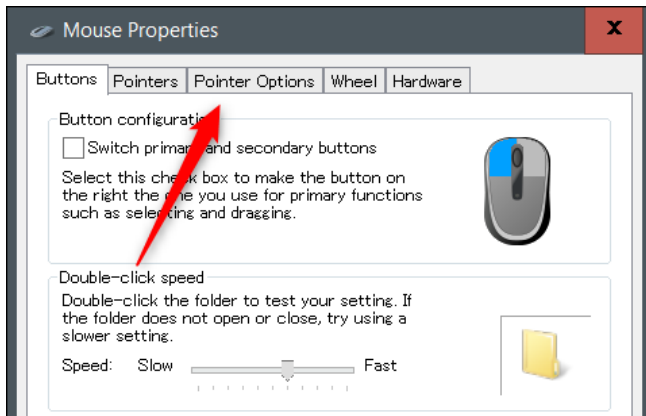 Mouse Properties
x
Buttons Pointers Pointer Options Wheel Hardware
Button configuration
Switch primary and secondary buttons
Select this check box to make the button on
the right the one you use for primary functions
such as selecting and dragging.
Double-click speed
Double-click the folder to test your setting. If
the folder does not open or close, try using a
slower setting.
Speed: Slow Fast